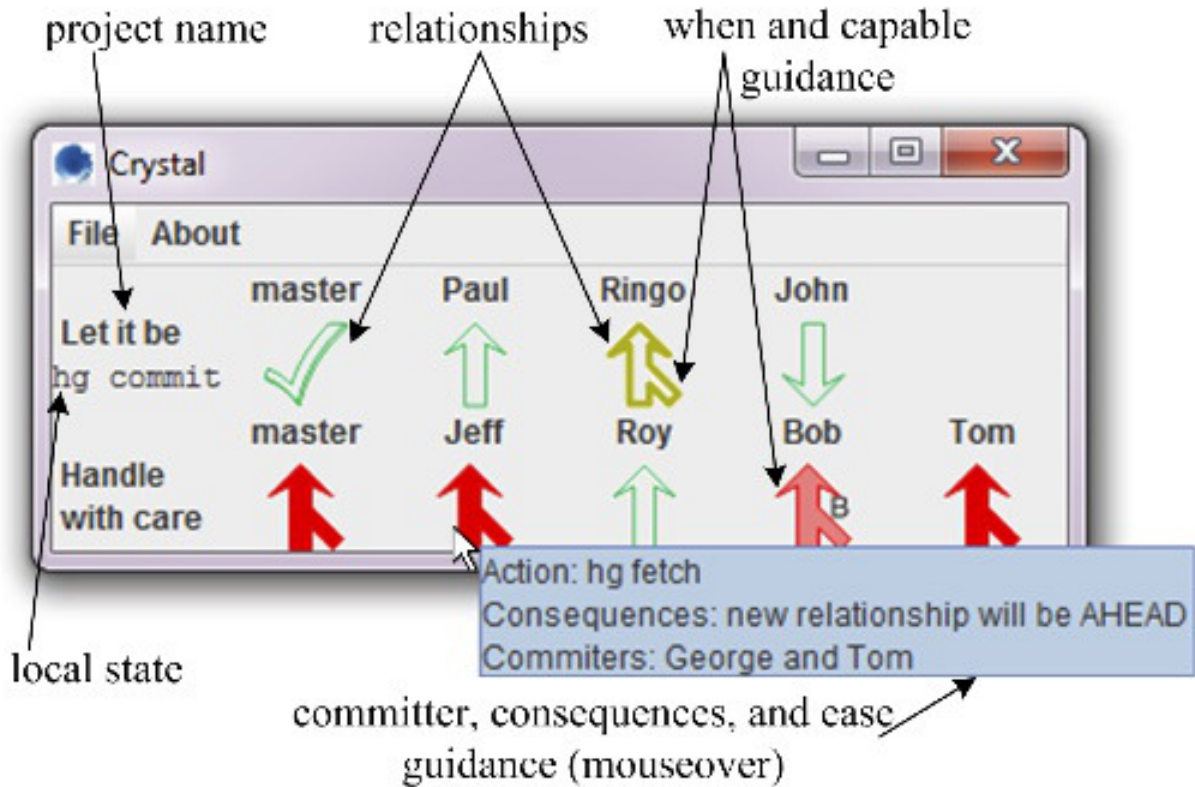 project name relationships when and capable
guidance
Crystal
File About
master Paul Ringo John
Let it be
hg commit
master Jeff Roy Bob Tom
Handle
with care
B
Action: hg fetch
Consequences: new relationship will be AHEAD
Commiters: George and Tom
local state
committer, consequences, and ease
guidance (mouseover)